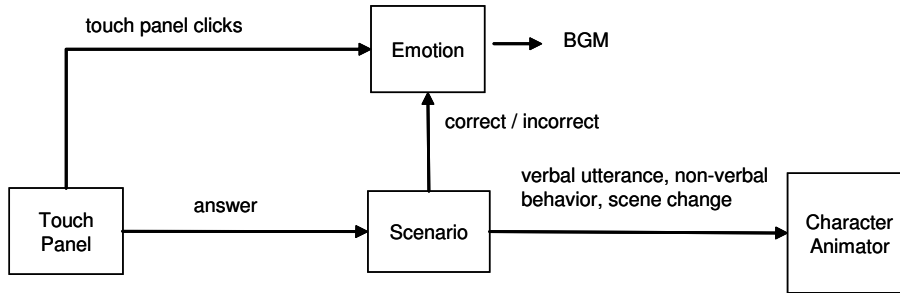 touch panel clicks
Emotion
BGM
correct / incorrect
verbal utterance, non-verbal
behavior, scene change
answer
Touch
Panel
Scenario
Character
Animator